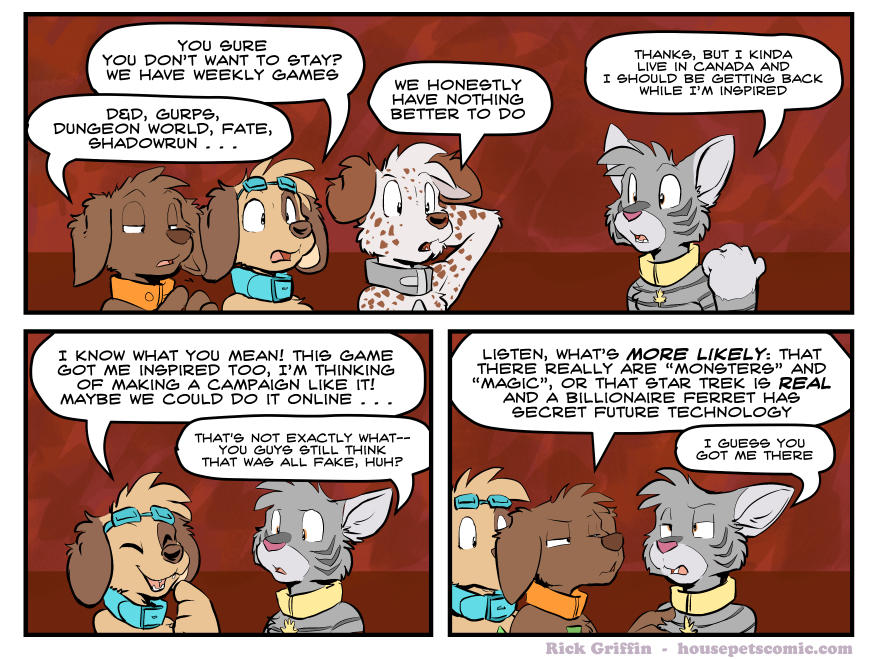 YOU SURE
YOU DON'T WANT TO STAY?
WE HAVE WEEKLY GAMES
D&D, GURPS,
DUNGEON WORLD, FATE,
SHADOWRUN . . .
WE HONESTLY
HAVE NOTHING
BETTER TO DO
THANKS, BUT I KINDA
LIVE IN CANADA AND
I SHOULD BE GETTING BACK
WHILE I'M INSPIRED
I KNOW WHAT YOU MEAN! THIS GAME
GOT ME INSPIRED TOO, I'M THINKING
OF MAKING A CAMPAIGN LIKE IT!
MAYBE WE COULD DO IT ONLINE . . .
THAT'S NOT EXACTLY WHAT--
YOU GUYS STILL THINK
THAT WAS ALL FAKE, HUH?
LISTEN, WHAT'S MORE LIKELY: THAT
THERE REALLY ARE "MONSTERS" AND
"MAGIC", OR THAT STAR TREK IS REAL
AND A BILLIONAIRE FERRET HAS
SECRET FUTURE TECHNOLOGY
I GUESS YOU
GOT ME THERE
Rick Griffin - housepetscomic.com